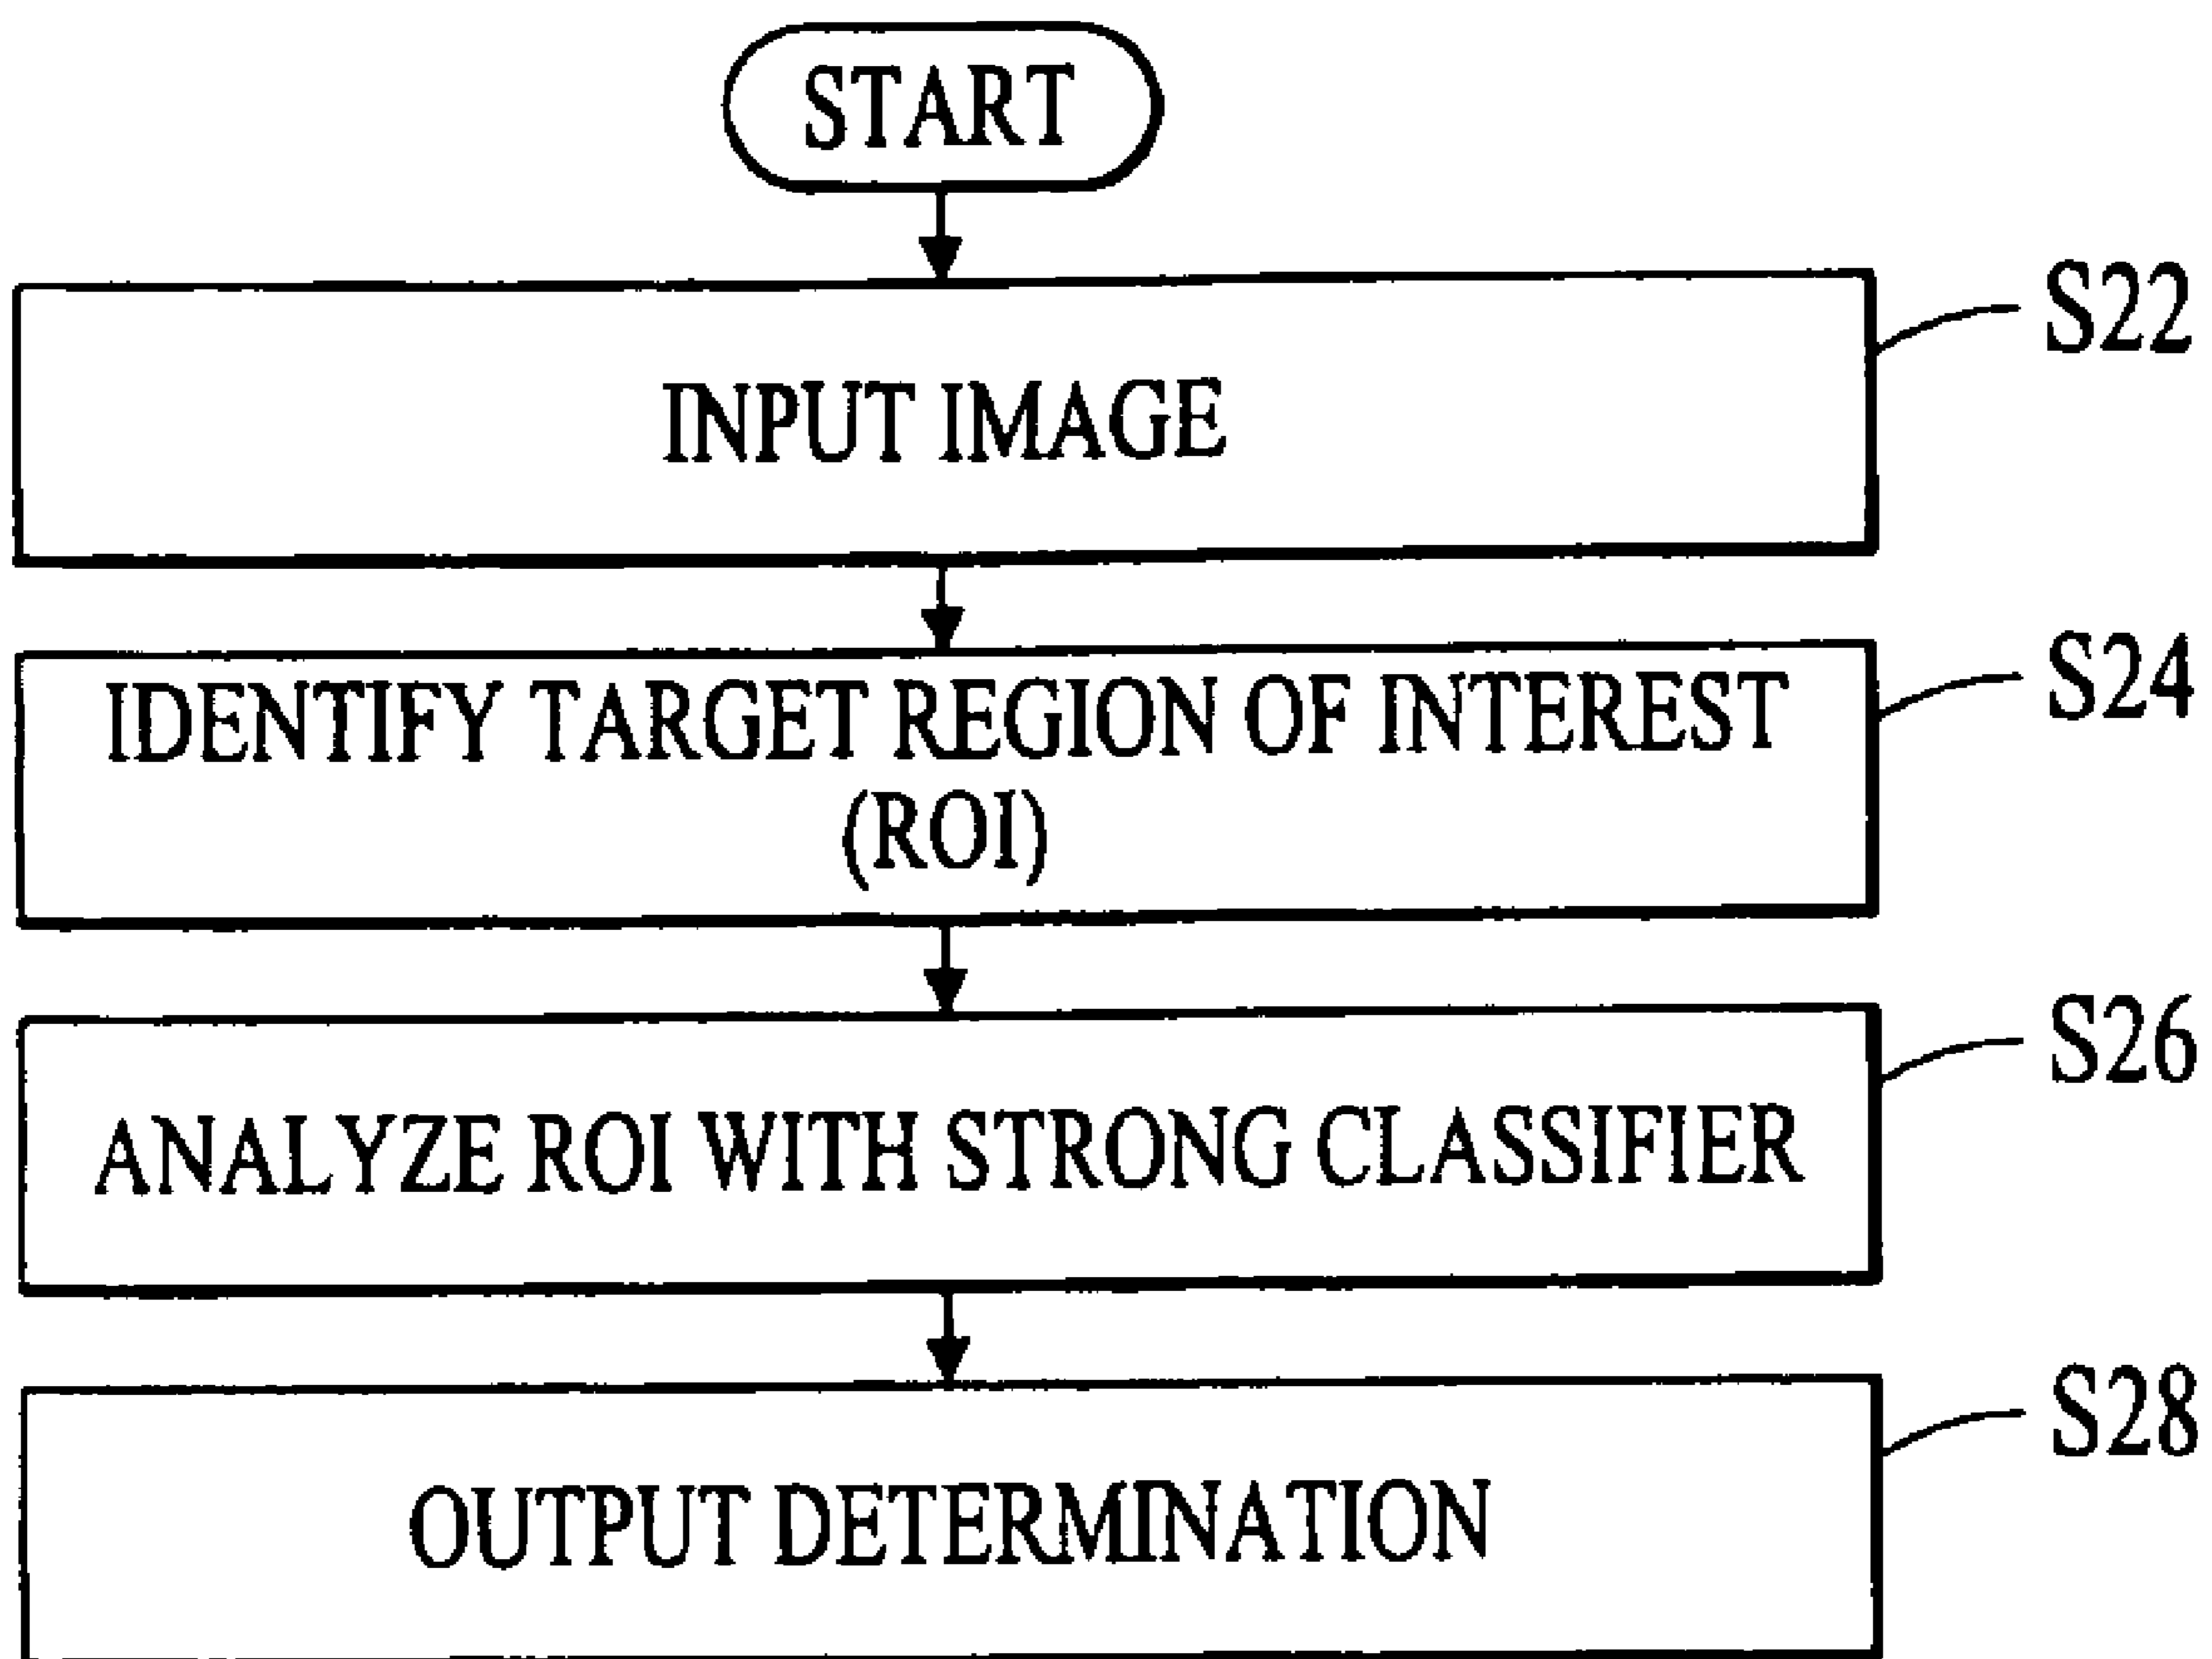 START
S22
INPUT IMAGE
S24
IDENTIFY TARGET REGION OF INTEREST
(ROI)
S26
ANALYZE ROI WITH STRONG CLASSIFIER
S28
OUTPUT DETERMINATION